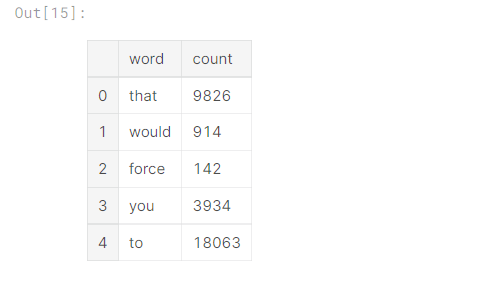 Out[15]:
word count
0 that 9826
1 would 914
2 force 142
3 you 3934
4 to 18063